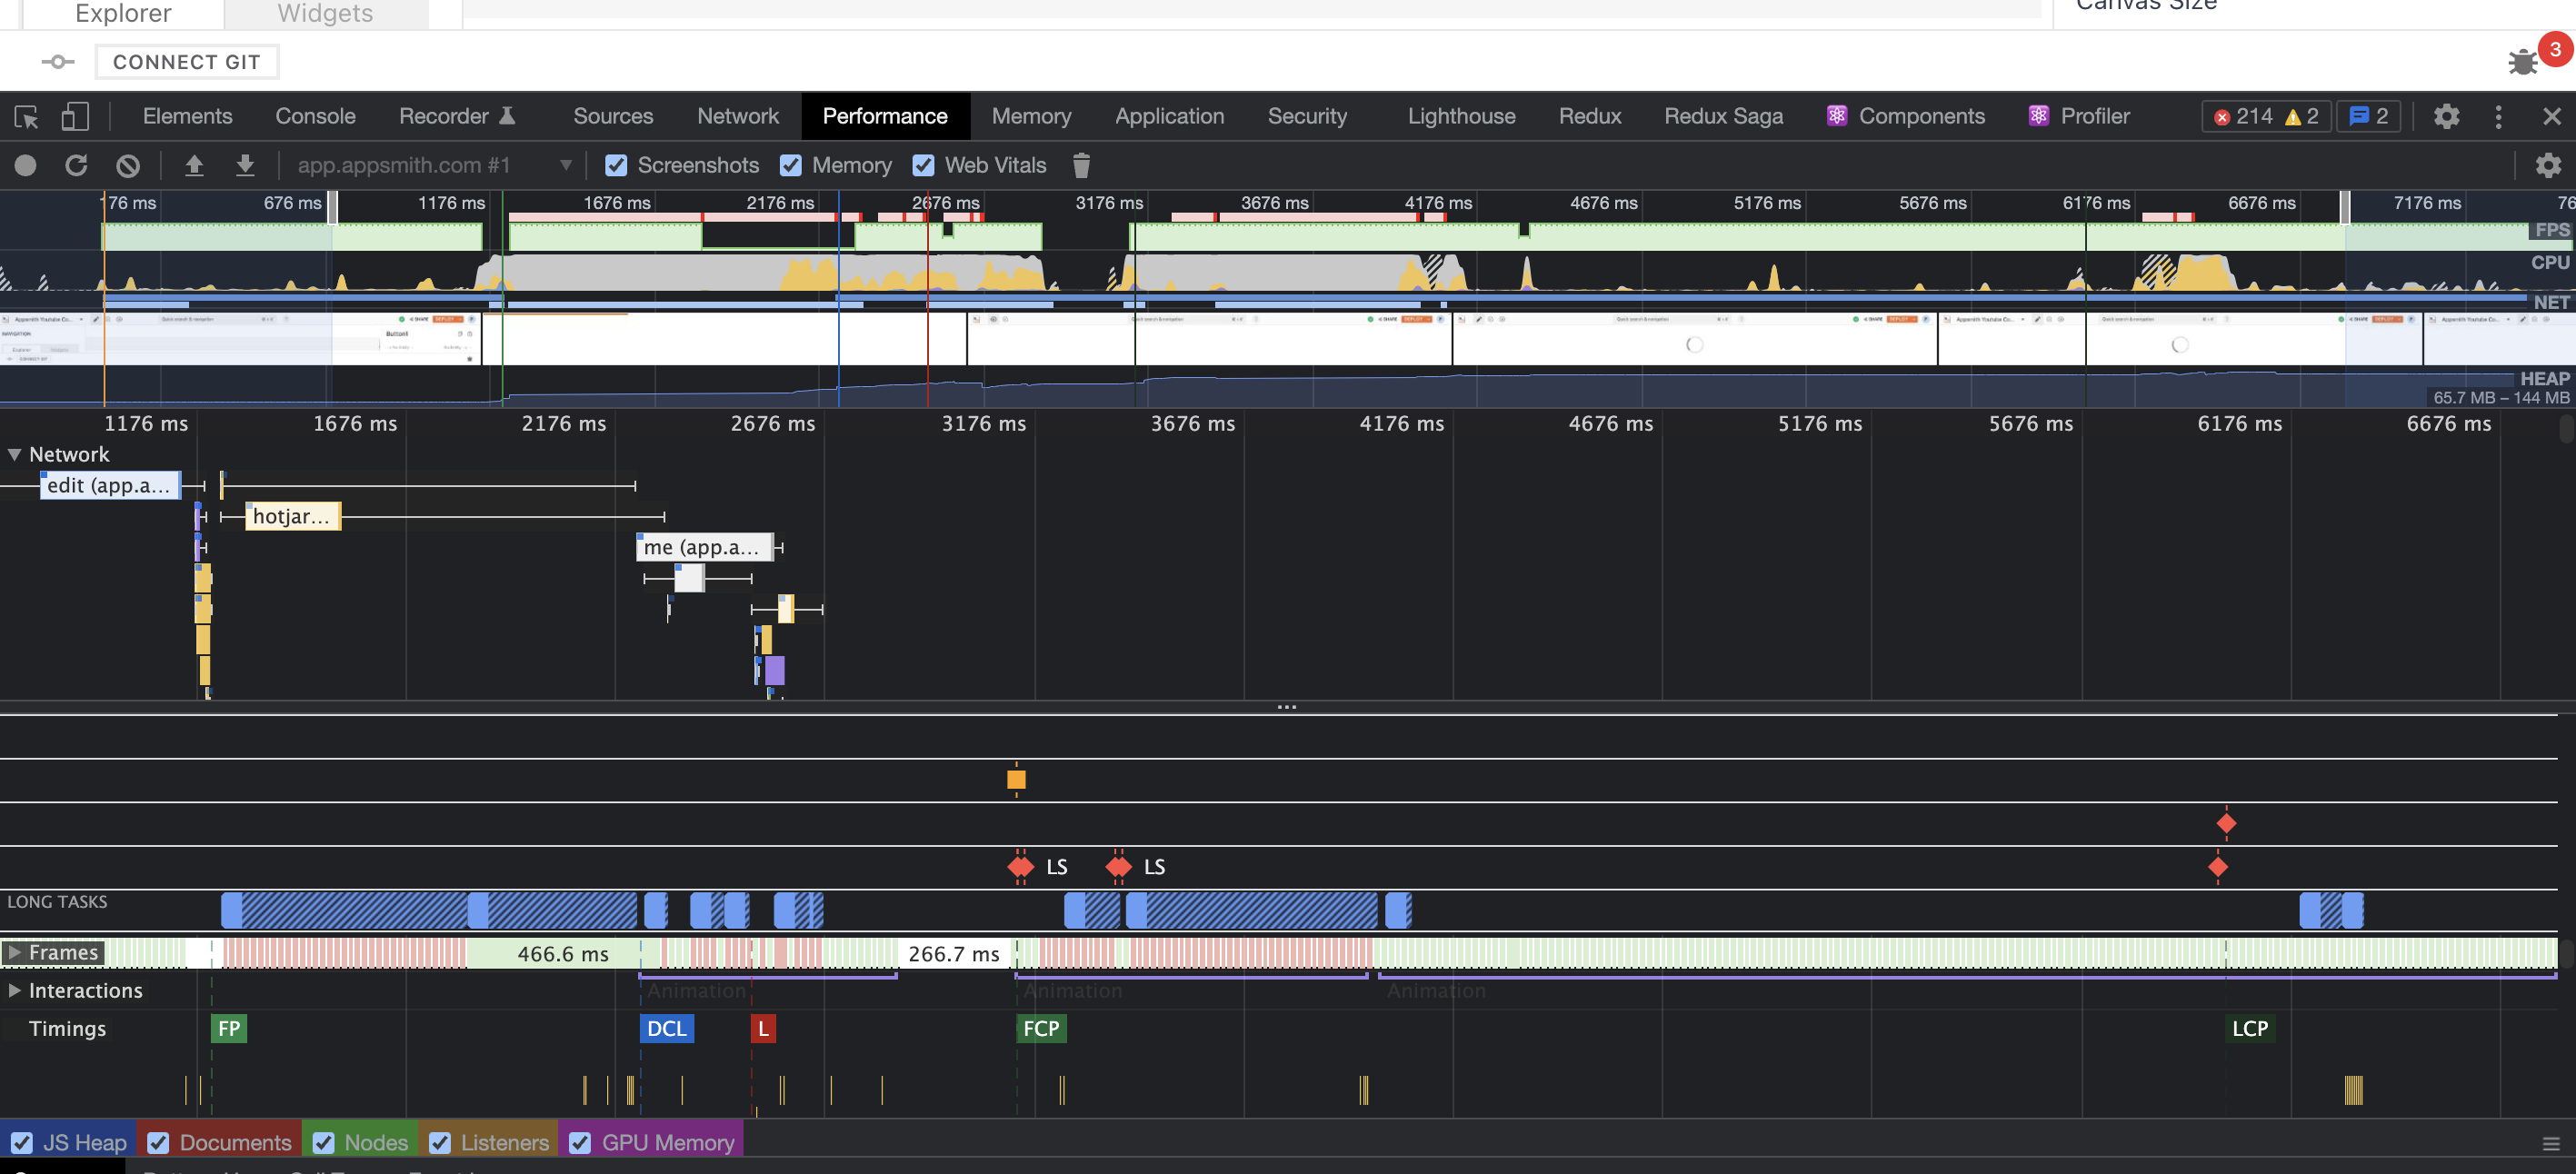 Explorer Widgets Canvas Size
CONNECT GIT 3
Elements Console Recorder Sources Network Performance Memory Application Security Lighthouse Redux Redux Saga Components Profiler 214 2 2
app.appsmith.com #1 Screenshots Memory Web Vitals
176 ms 676 ms 1176 ms 1676 ms 2176 ms 2676 ms 3176 ms 3676 ms 4176 ms 4676 ms 5176 ms 5676 ms 6176 ms 6676 ms 7176 ms 76
FPS
CPU
NET
HEAP
65.7 MB – 144 MB
1176 ms 1676 ms 2176 ms 2676 ms 3176 ms 3676 ms 4176 ms 4676 ms 5176 ms 5676 ms 6176 ms 6676 ms
Network
edit (app.a...
hotjar...
me (app.a...
...
LS LS
LONG TASKS
Frames 466.6 ms 266.7 ms
Interactions Animation Animation Animation
Timings FP DCL L FCP LCP
JS Heap Documents Nodes Listeners GPU Memory